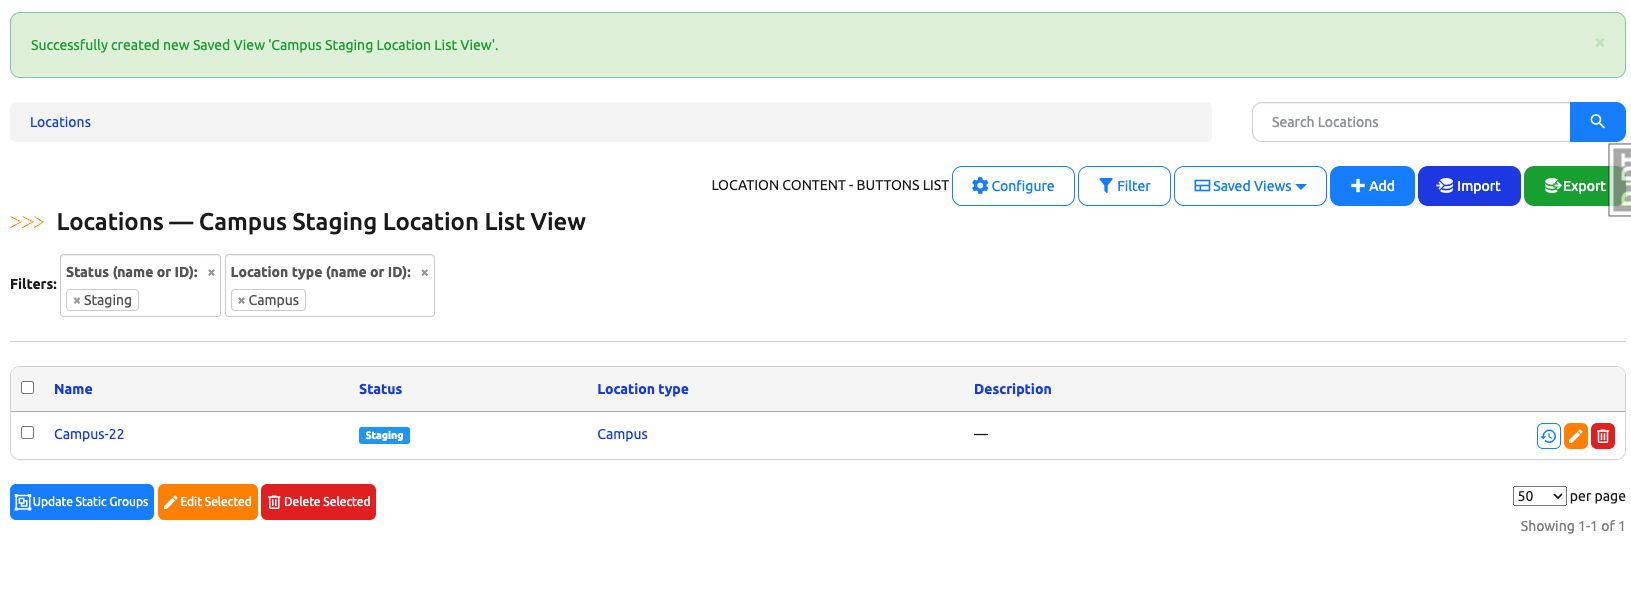 Successfully created new Saved View 'Campus Staging Location List View'.
×
Locations
Search Locations
LOCATION CONTENT - BUTTONS LIST Configure Filter Saved Views Add Import Export
>>> Locations — Campus Staging Location List View
Filters: Status (name or ID): × Location type (name or ID): ×
× Staging × Campus
Name Status Location type Description
Campus-22 Staging Campus —
Update Static Groups Edit Selected Delete Selected
50 per page
Showing 1-1 of 1